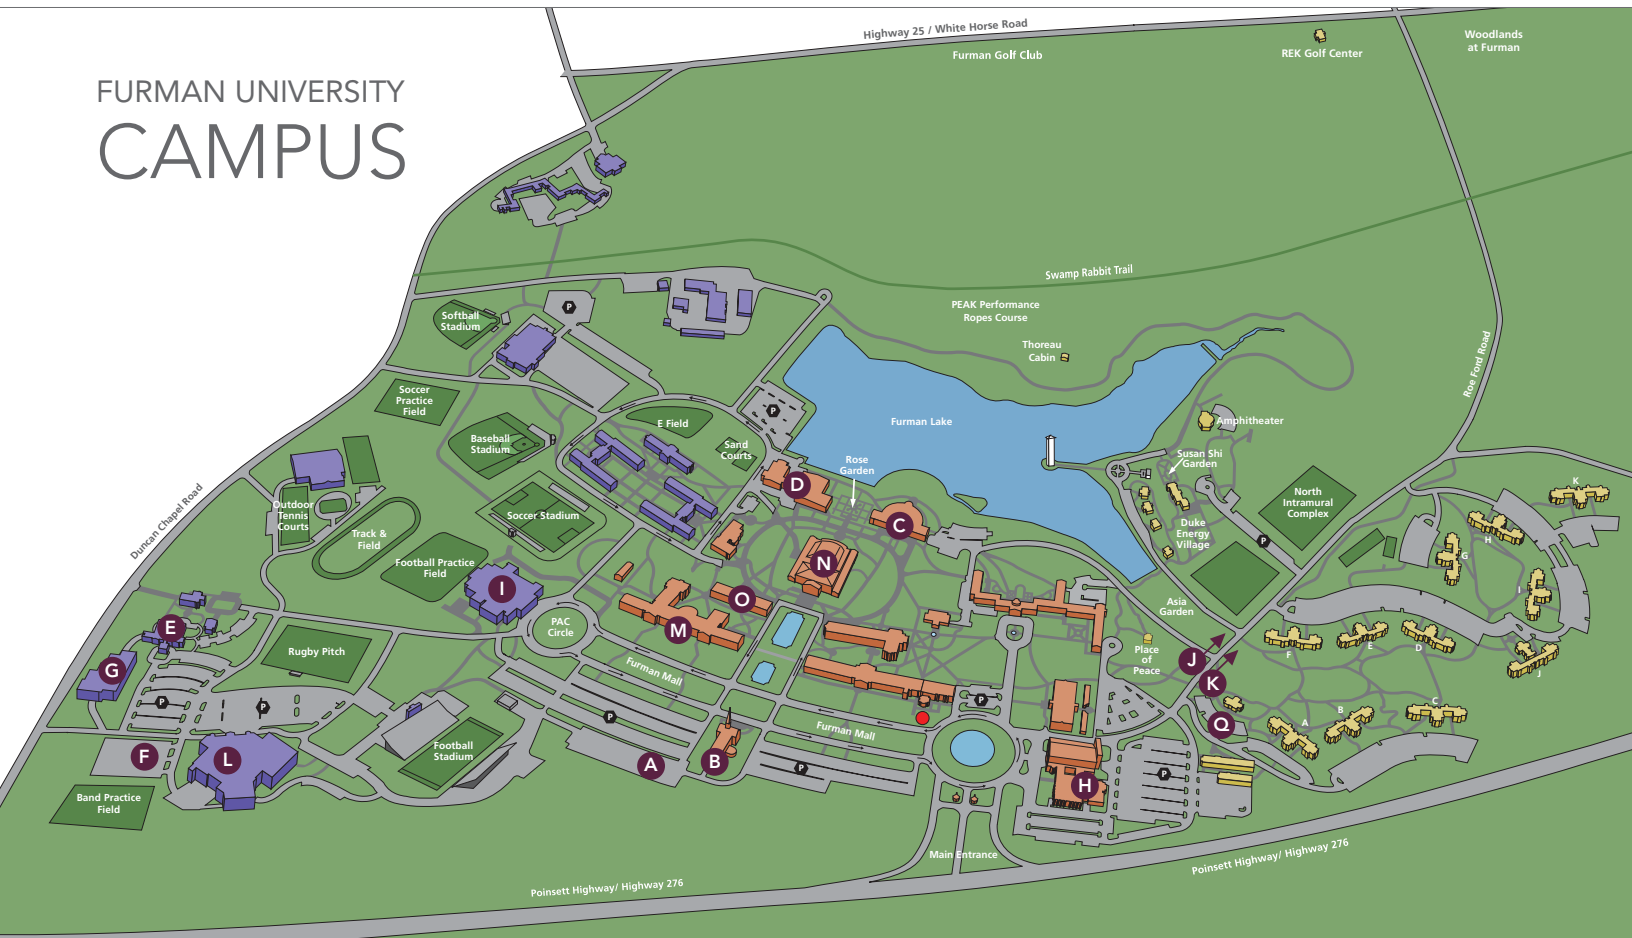 FURMAN UNIVERSITY
CAMPUS
Highway 25 / White Horse Road
Furman Golf Club
REK Golf Center
Woodlands
at Furman
Swamp Rabbit Trail
PEAK Performance
Ropes Course
Thoreau
Cabin
Roe Ford Road
P
Softball
Stadium
Soccer
Practice
Field
Baseball
Stadium
E Field
Sand
Courts
P
Furman Lake
Amphitheater
Rose
Garden
Susan Shi
Garden
Duncan Chapel Road
Outdoor
Tennis
Courts
Track &
Field
Soccer Stadium
Football Practice
Field
D
C
N
Duke
Energy
Village
North
Intramural
Complex
P
K
H
G
I
I
O
M
E
G
PAC
Circle
Rugby Pitch
Asia
Garden
Place
of
Peace
J
K
Q
F
E
D
J
C
B
A
Furman Mall
Furman Mall
P
P
P
P
P
P
F
L
Football
Stadium
A
B
H
Band Practice
Field
Main Entrance
Poinsett Highway/ Highway 276
Poinsett Highway/ Highway 276